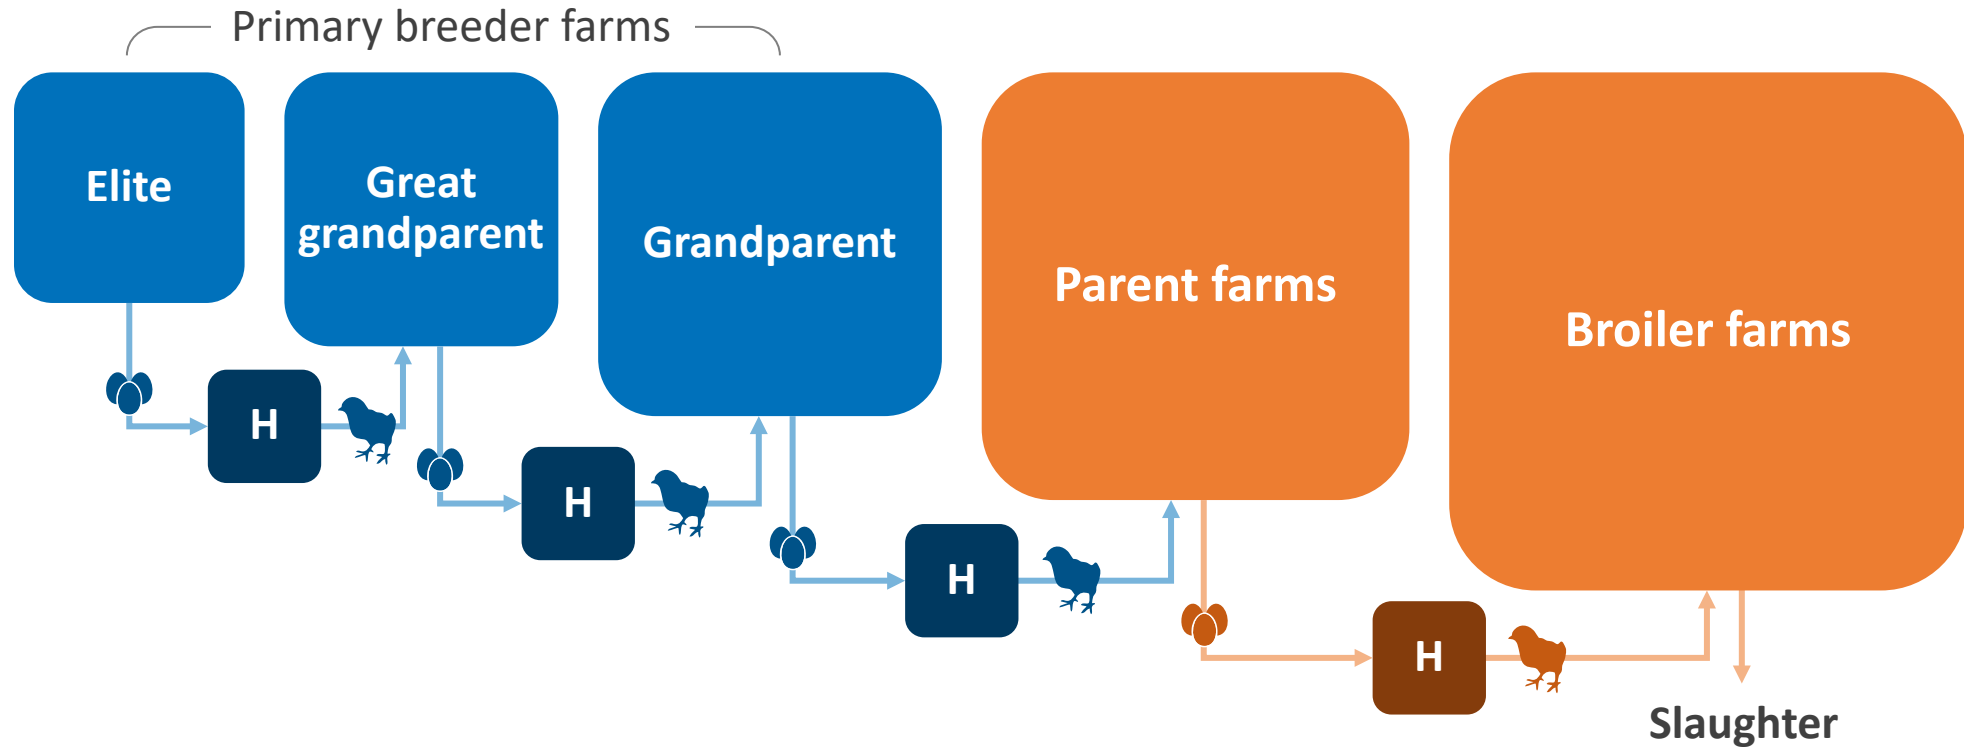 Primary breeder farms
Elite
Great
grandparent
Grandparent
Parent farms
Broiler farms
H
H
H
H
Slaughter